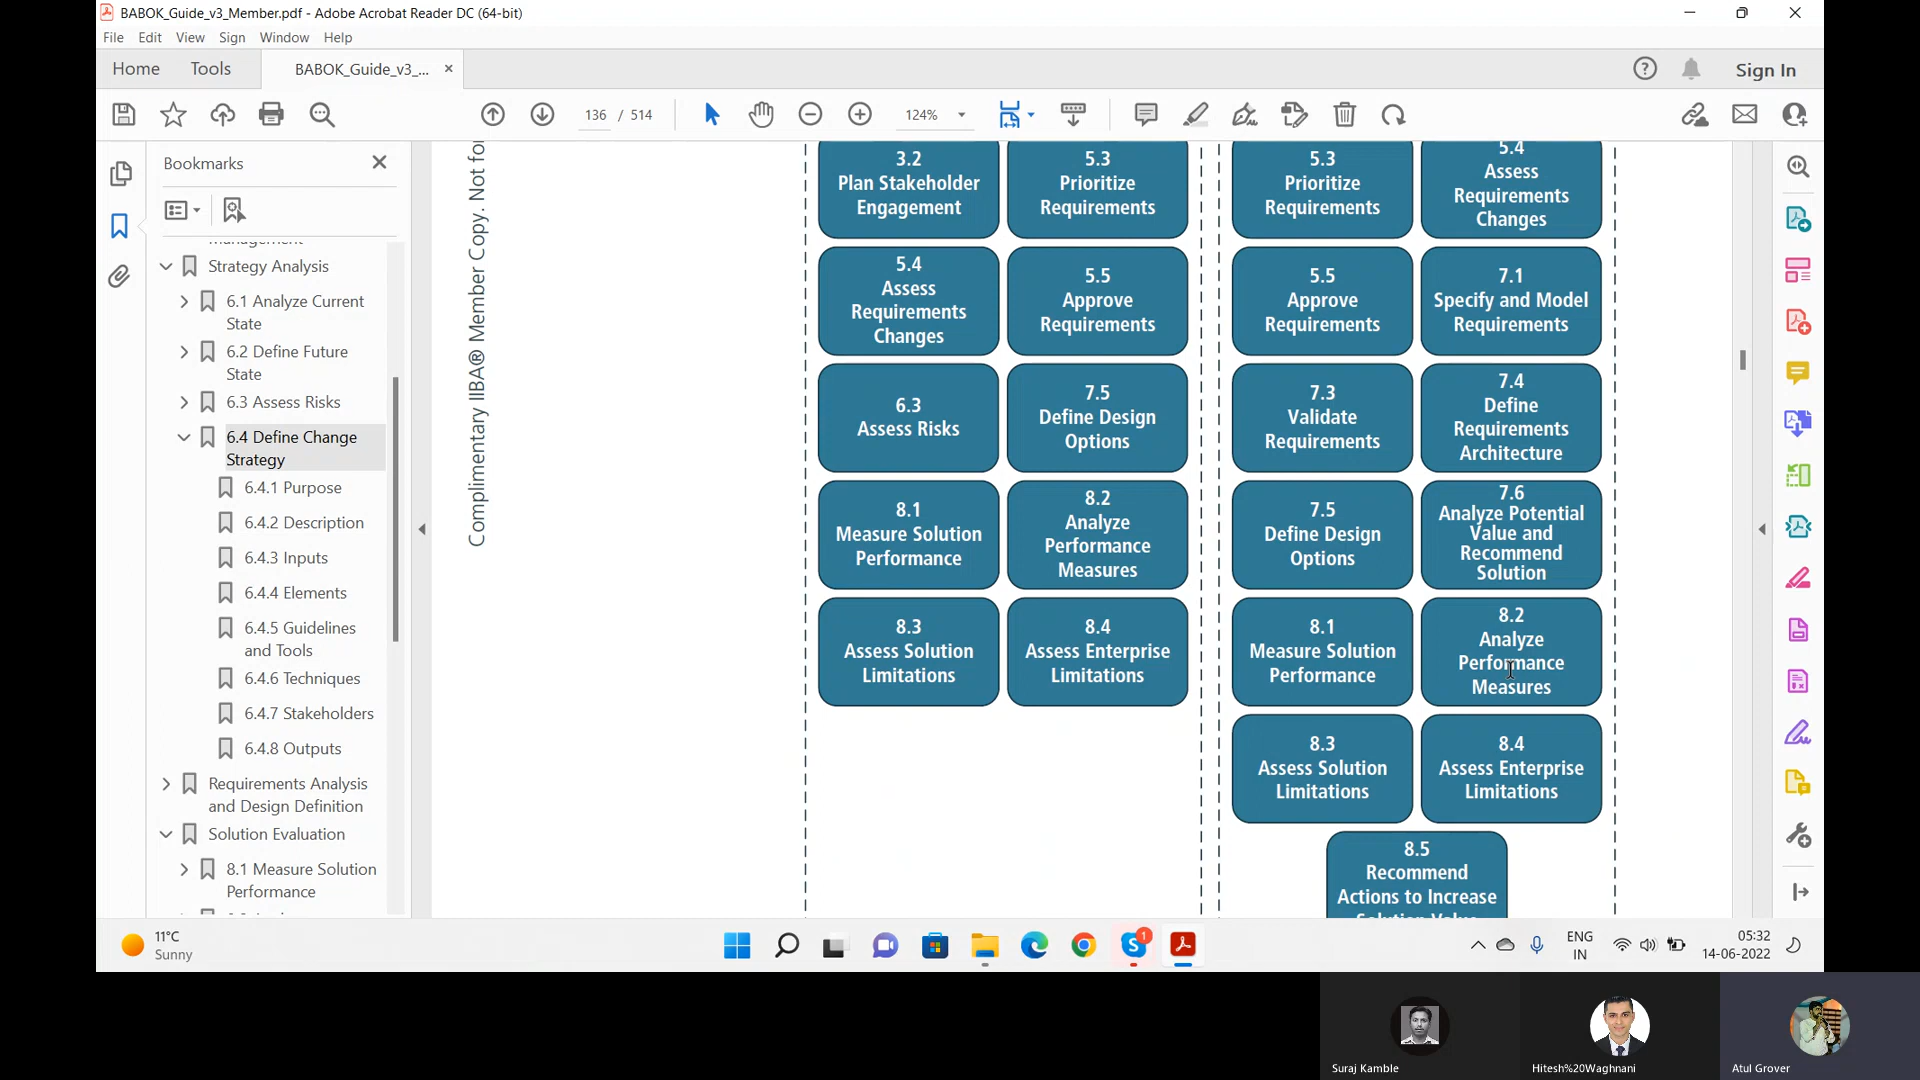 BABOK_Guide_v3_Member.pdf - Adobe Acrobat Reader DC (64-bit)
File Edit View Sign Window Help
Home Tools BABOK_Guide_v3_... × Sign In
136 / 514 124%
Bookmarks
Management
Strategy Analysis
6.1 Analyze Current
State
6.2 Define Future
State
6.3 Assess Risks
6.4 Define Change
Strategy
6.4.1 Purpose
6.4.2 Description
6.4.3 Inputs
6.4.4 Elements
6.4.5 Guidelines
and Tools
6.4.6 Techniques
6.4.7 Stakeholders
6.4.8 Outputs
Requirements Analysis
and Design Definition
Solution Evaluation
8.1 Measure Solution
Performance
Complimentary IIBA® Member Copy. Not for
3.2
Plan Stakeholder
Engagement
5.3
Prioritize
Requirements
5.4
Assess
Requirements
Changes
5.5
Approve
Requirements
6.3
Assess Risks
7.5
Define Design
Options
8.1
Measure Solution
Performance
8.2
Analyze
Performance
Measures
8.3
Assess Solution
Limitations
8.4
Assess Enterprise
Limitations
5.3
Prioritize
Requirements
5.4
Assess
Requirements
Changes
5.5
Approve
Requirements
7.1
Specify and Model
Requirements
7.3
Validate
Requirements
7.4
Define
Requirements
Architecture
7.5
Define Design
Options
7.6
Analyze Potential
Value and
Recommend
Solution
8.1
Measure Solution
Performance
8.2
Analyze
Performance
Measures
8.3
Assess Solution
Limitations
8.4
Assess Enterprise
Limitations
8.5
Recommend
Actions to Increase
Solution Value
11°C
Sunny
1
ENG
IN
05:32
14-06-2022
Suraj Kamble
Hitesh%20Waghnani
Atul Grover